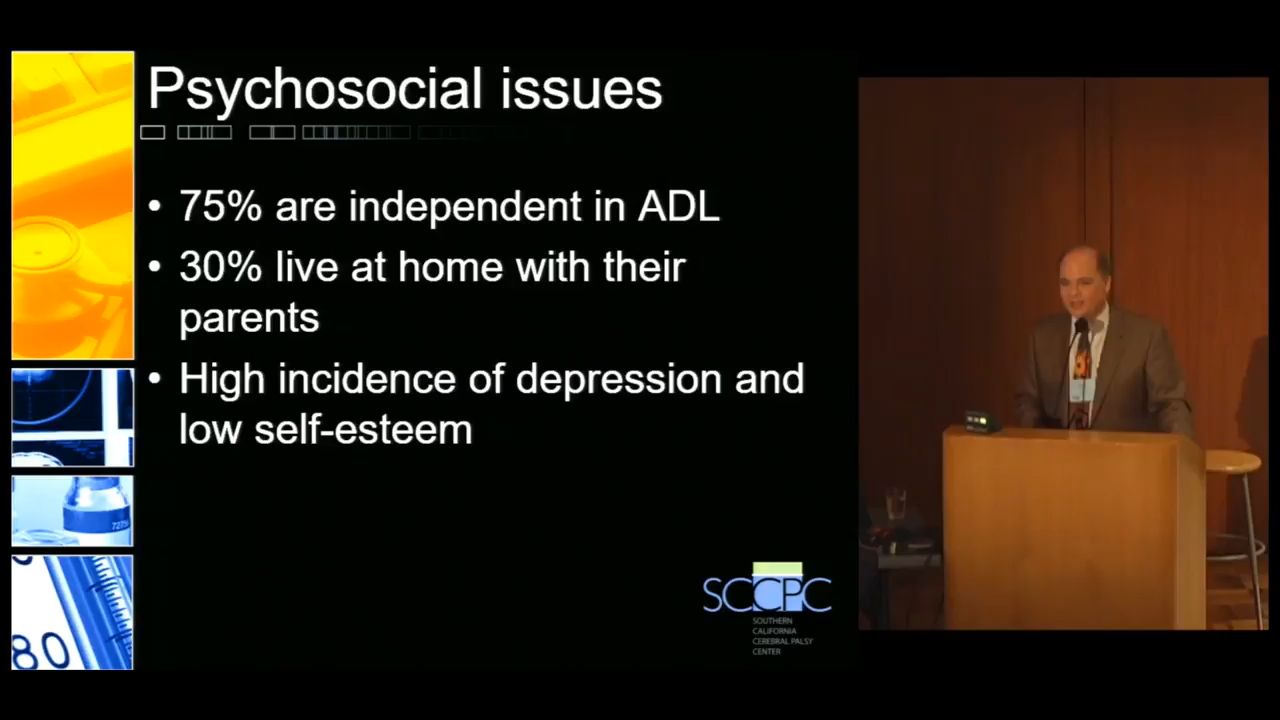 Psychosocial issues
• 75% are independent in ADL
• 30% live at home with their
parents
• High incidence of depression and
low self-esteem
SCCPC
SOUTHERN
CALIFORNIA
CEREBRAL PALSY
CENTER
80